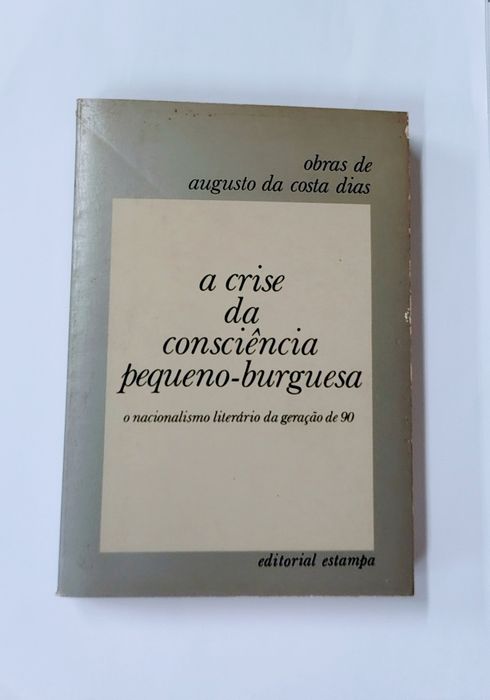 obras de
augusto da costa dias
a crise
da
consciência
pequeno-burguesa
o nacionalismo literário da geração de 90
editorial estampa